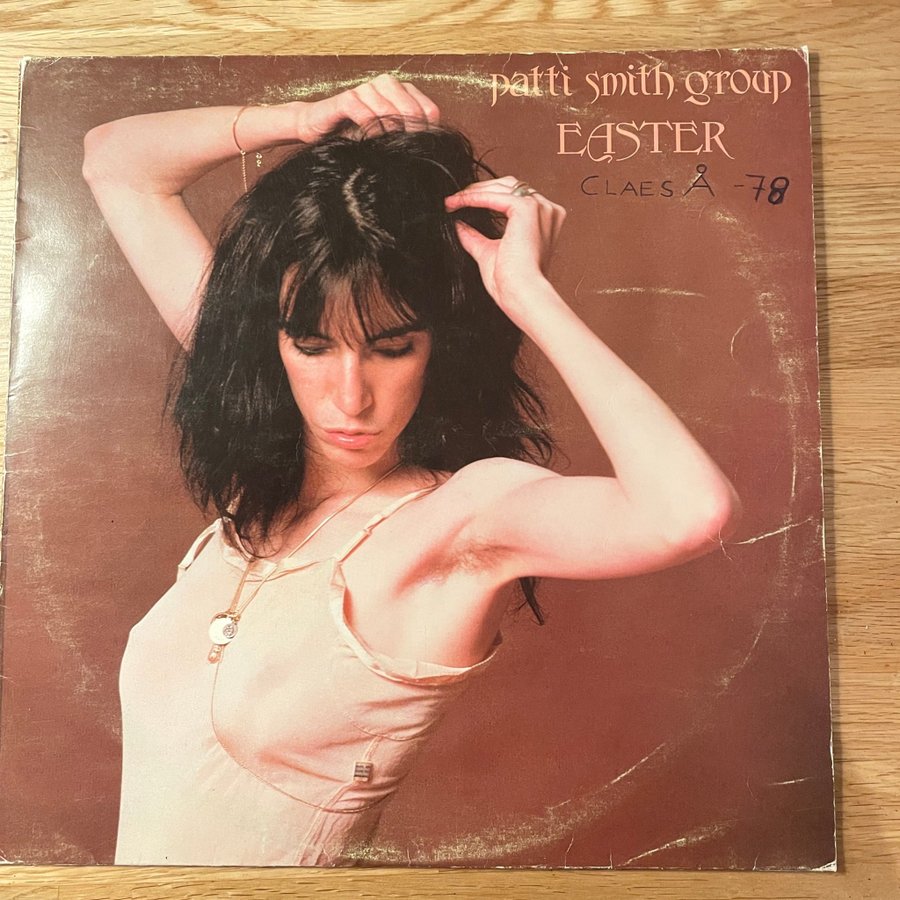 patti smith group
EASTER
CLAES Å -78